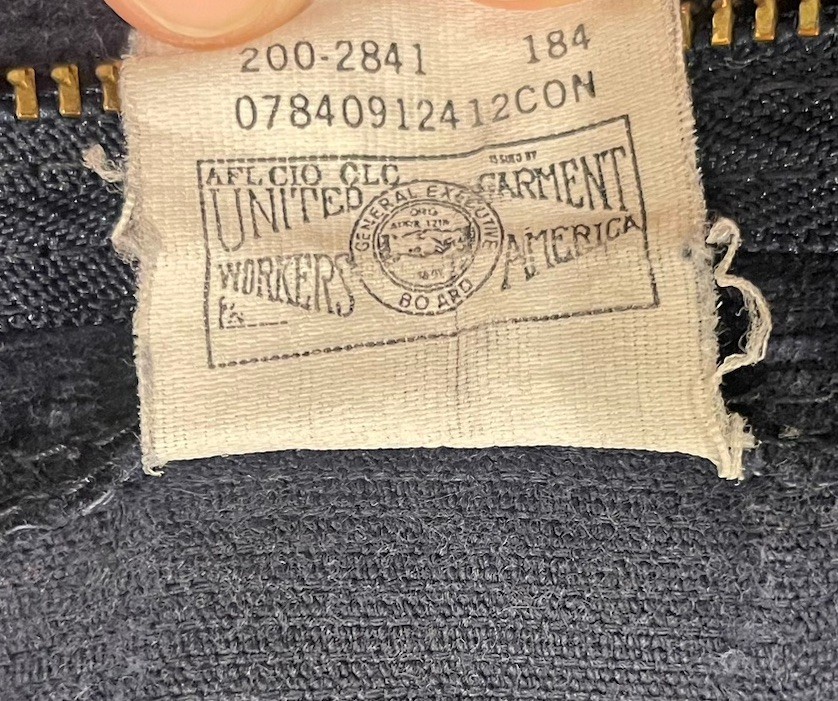 200-2841 184
07840912412CON
AFL CIO CLC ISSUED BY
UNITED GARMENT
WORKERS AMERICA
GENERAL EXECUTIVE
BOARD